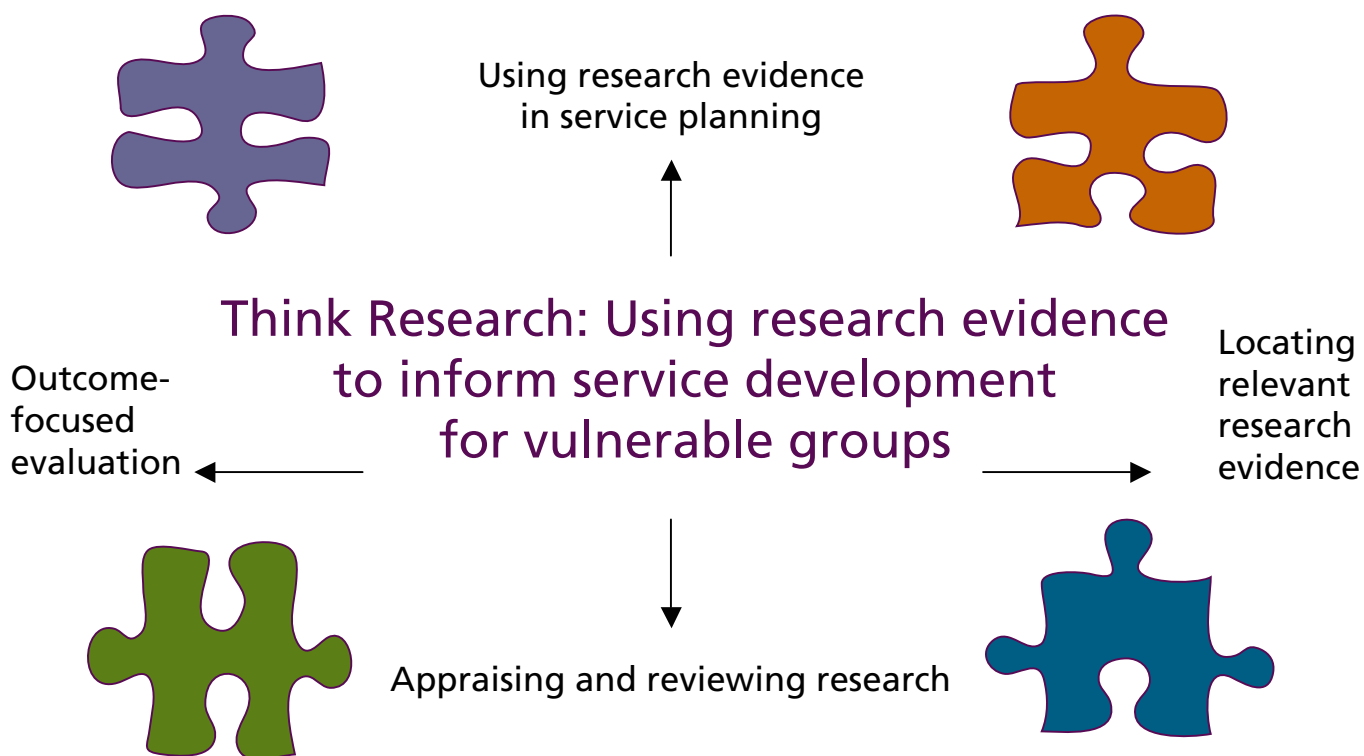 Using research evidence
in service planning
Think Research: Using research evidence
to inform service development
for vulnerable groups
Outcome-
focused
evaluation
Locating
relevant
research
evidence
Appraising and reviewing research